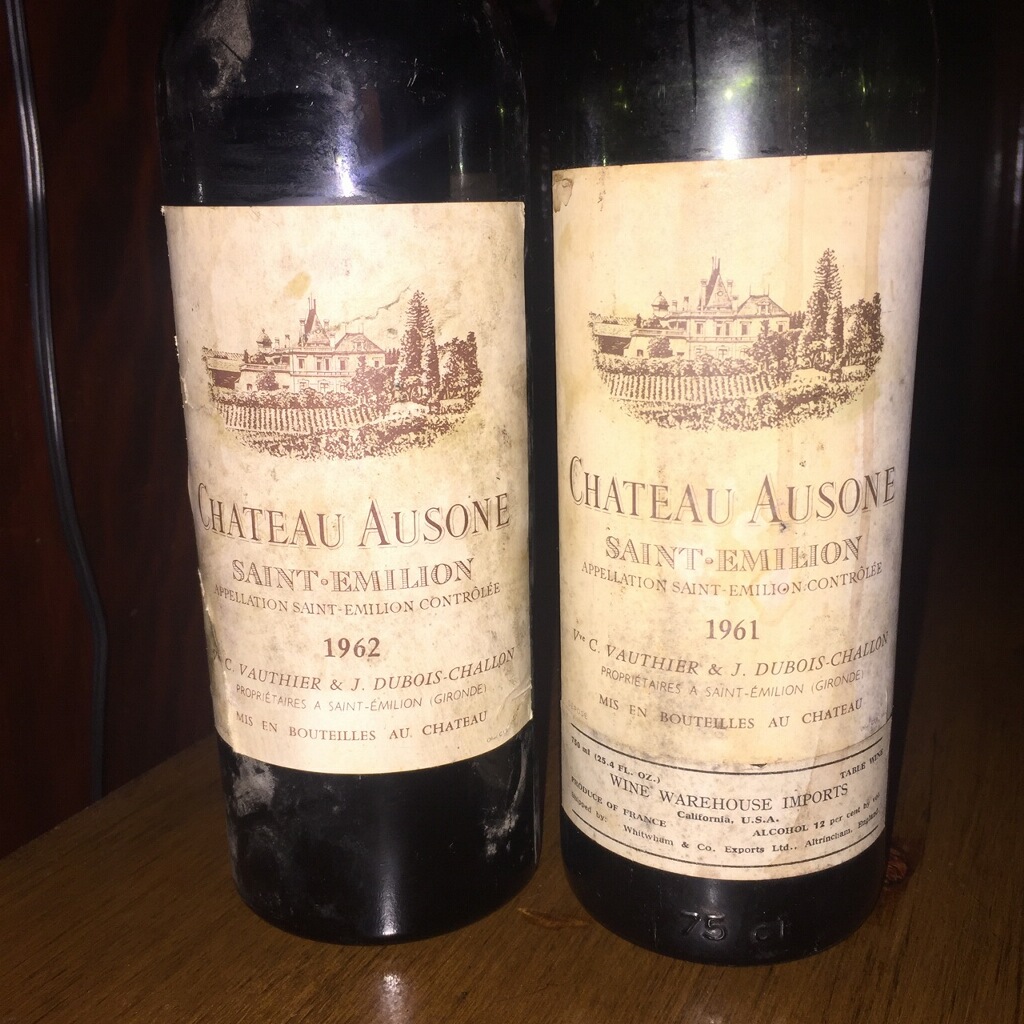 CHATEAU AUSONE
SAINT-EMILION
APPELLATION SAINT-EMILION CONTRÔLÉE
1962
Vve C. VAUTHIER & J. DUBOIS-CHALLON
PROPRIÉTAIRES A SAINT-ÉMILION (GIRONDE)
MIS EN BOUTEILLES AU CHATEAU
CHATEAU AUSONE
SAINT-EMILION
APPELLATION SAINT-EMILION CONTRÔLÉE
1961
Vve C. VAUTHIER & J. DUBOIS-CHALLON
PROPRIÉTAIRES A SAINT-ÉMILION (GIRONDE)
MIS EN BOUTEILLES AU CHATEAU
750 ml (25.4 FL. OZ.) TABLE WINE
WINE WAREHOUSE IMPORTS
PRODUCE OF FRANCE California, U.S.A. ALCOHOL 12 per cent by
Shipped by: Whitwham & Co. Exports Ltd., Altrincham, England
75 cl